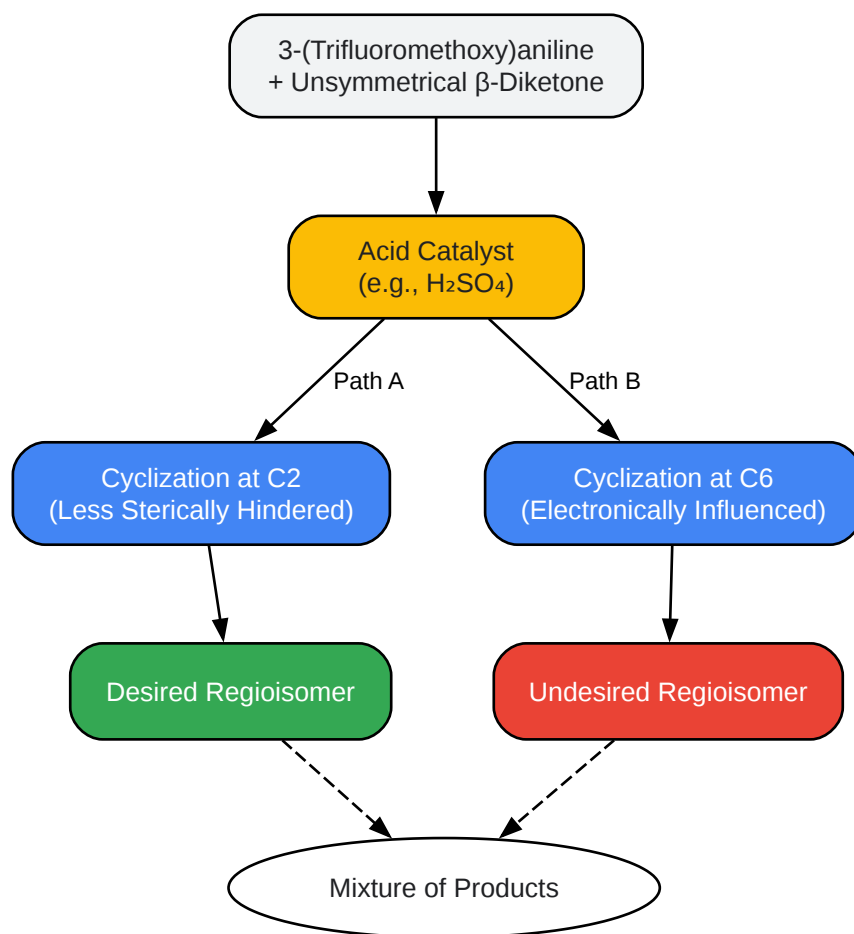 3-(Trifluoromethoxy)aniline
+ Unsymmetrical β-Diketone
Acid Catalyst
(e.g., H₂SO₄)
Path A
Path B
Cyclization at C2
(Less Sterically Hindered)
Cyclization at C6
(Electronically Influenced)
Desired Regioisomer
Undesired Regioisomer
Mixture of Products